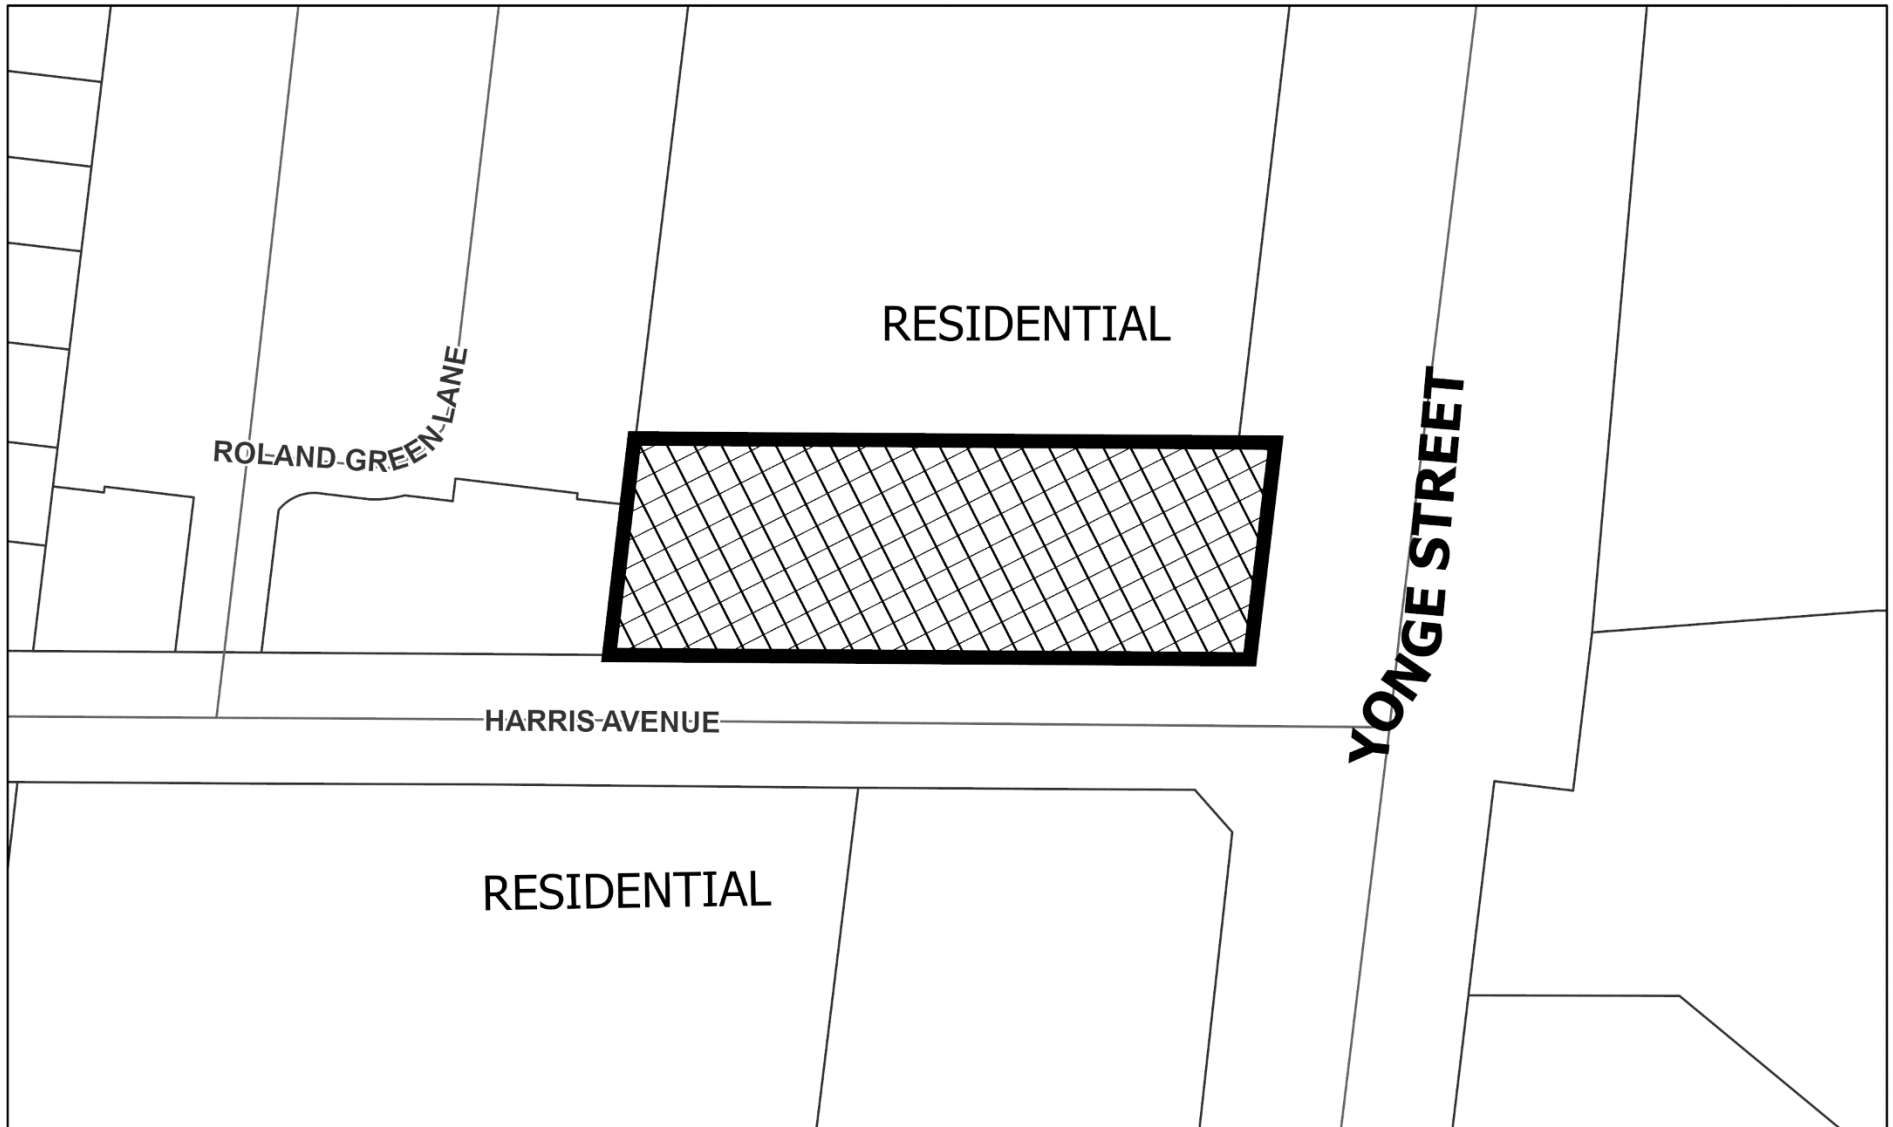 RESIDENTIAL
ROLAND GREEN LANE
YONGE STREET
HARRIS AVENUE
RESIDENTIAL